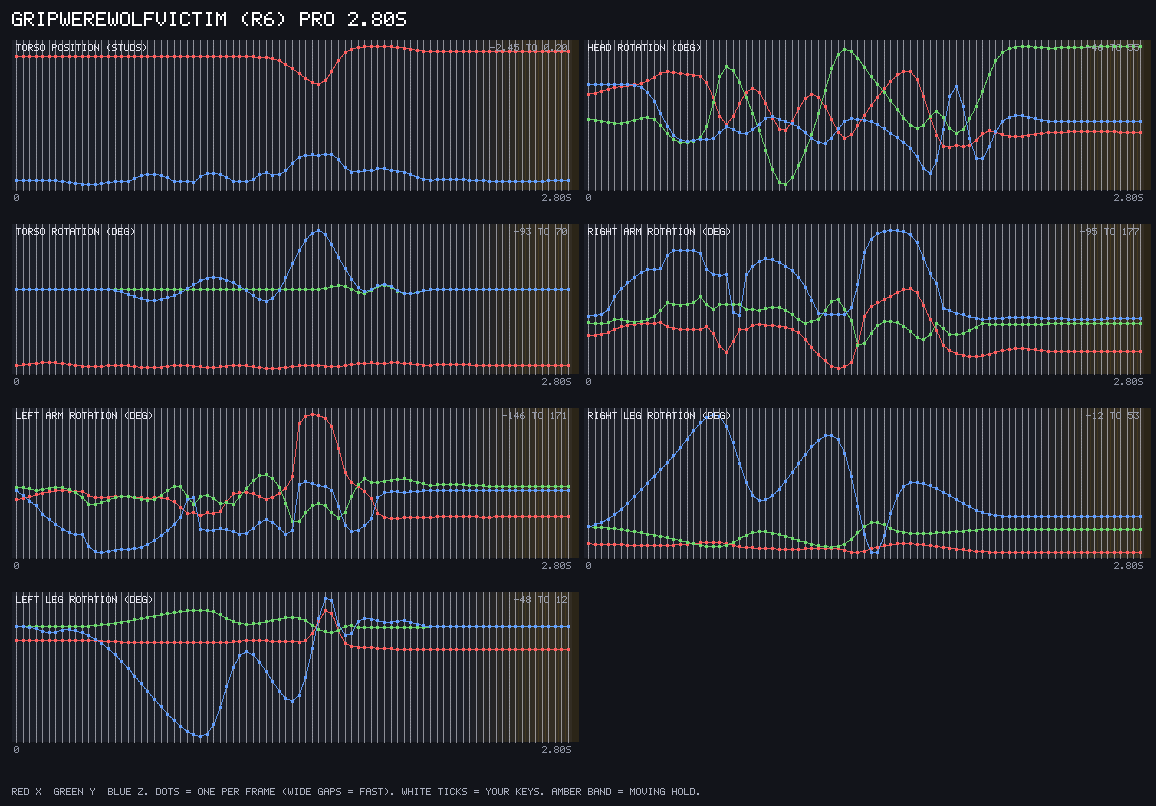 GRIPWEREWOLFVICTIM (R6) PRO 2.80S
TORSO POSITION (STUDS) -2.45 TO 0.20
0 2.80S
HEAD ROTATION (DEG)
0 2.80S
TORSO ROTATION (DEG) -93 TO 70
0 2.80S
RIGHT ARM ROTATION (DEG) -95 TO 177
0 2.80S
LEFT ARM ROTATION (DEG) -146 TO 171
0 2.80S
RIGHT LEG ROTATION (DEG) -12 TO 53
0 2.80S
LEFT LEG ROTATION (DEG) -48 TO 12
0 2.80S
RED X GREEN Y BLUE Z. DOTS = ONE PER FRAME (WIDE GAPS = FAST). WHITE TICKS = YOUR KEYS. AMBER BAND = MOVING HOLD.